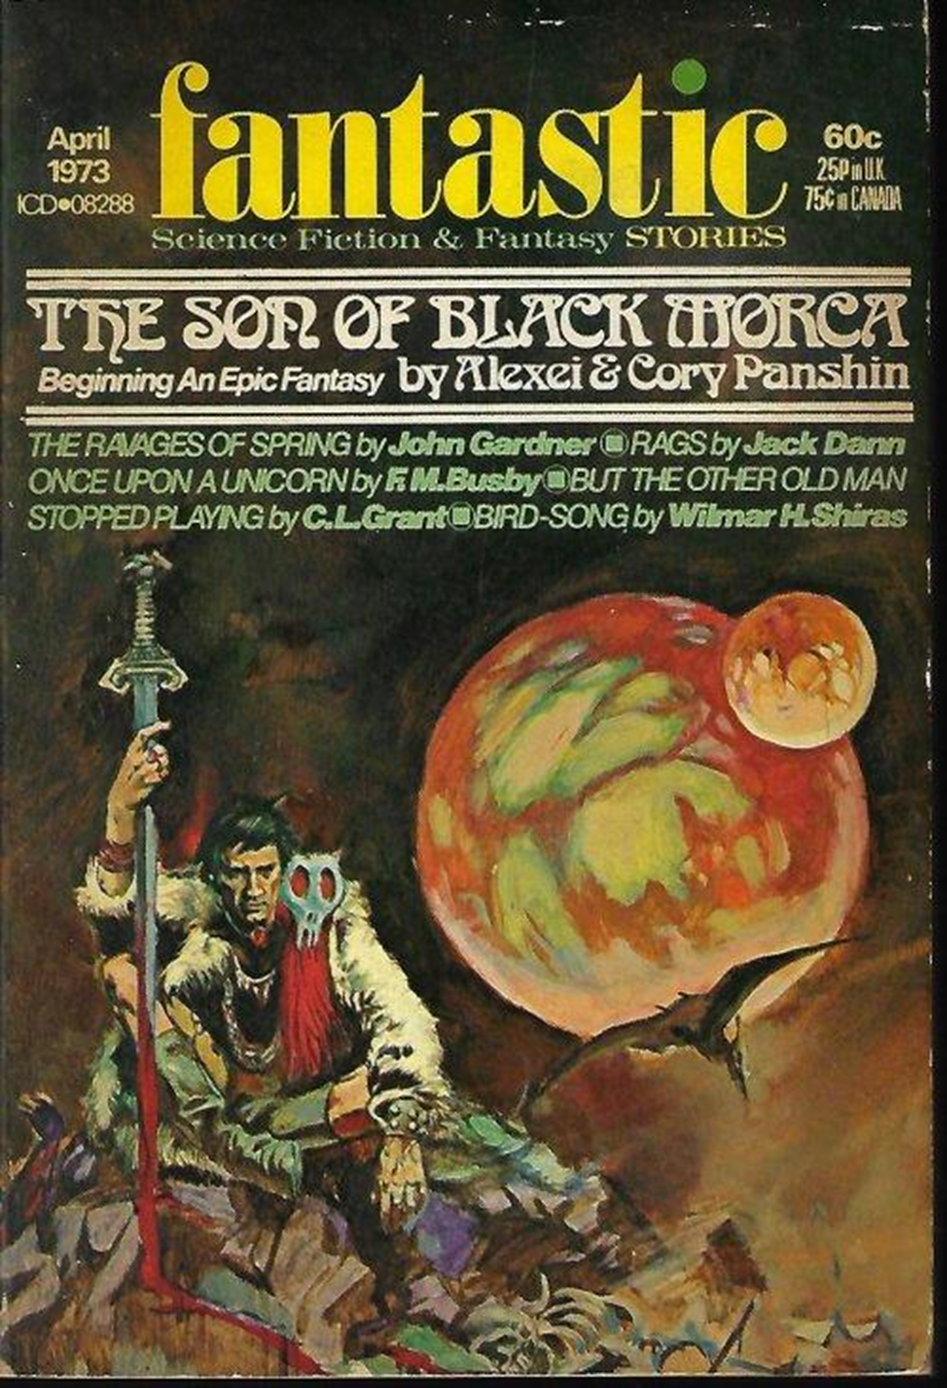 fantastic
April
1973
ICD•08288
60c
25P in U.K.
75¢ in CANADA
Science Fiction & Fantasy STORIES
THE SON OF BLACK MORCA
Beginning An Epic Fantasy by Alexei & Cory Panshin
THE RAVAGES OF SPRING by John Gardner RAGS by Jack Dann
ONCE UPON A UNICORN by F.M.Busby BUT THE OTHER OLD MAN
STOPPED PLAYING by C.L.Grant BIRD-SONG by Wilmar H.Shiras